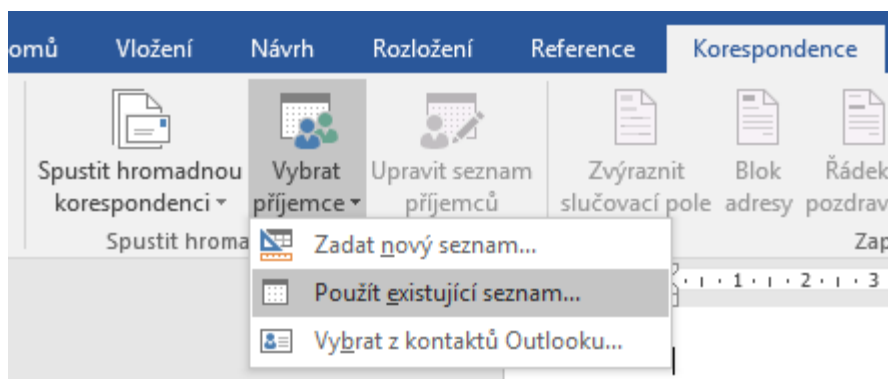 omů Vložení Návrh Rozložení Reference Korespondence
Spustit hromadnou korespondenci
Vybrat příjemce
Upravit seznam příjemců
Zvýraznit slučovací pole
Blok adresy
Řádek pozdrav
Spustit hroma
Zap
Zadat nový seznam...
Použít existující seznam...
Vybrat z kontaktů Outlooku...
1 2 3